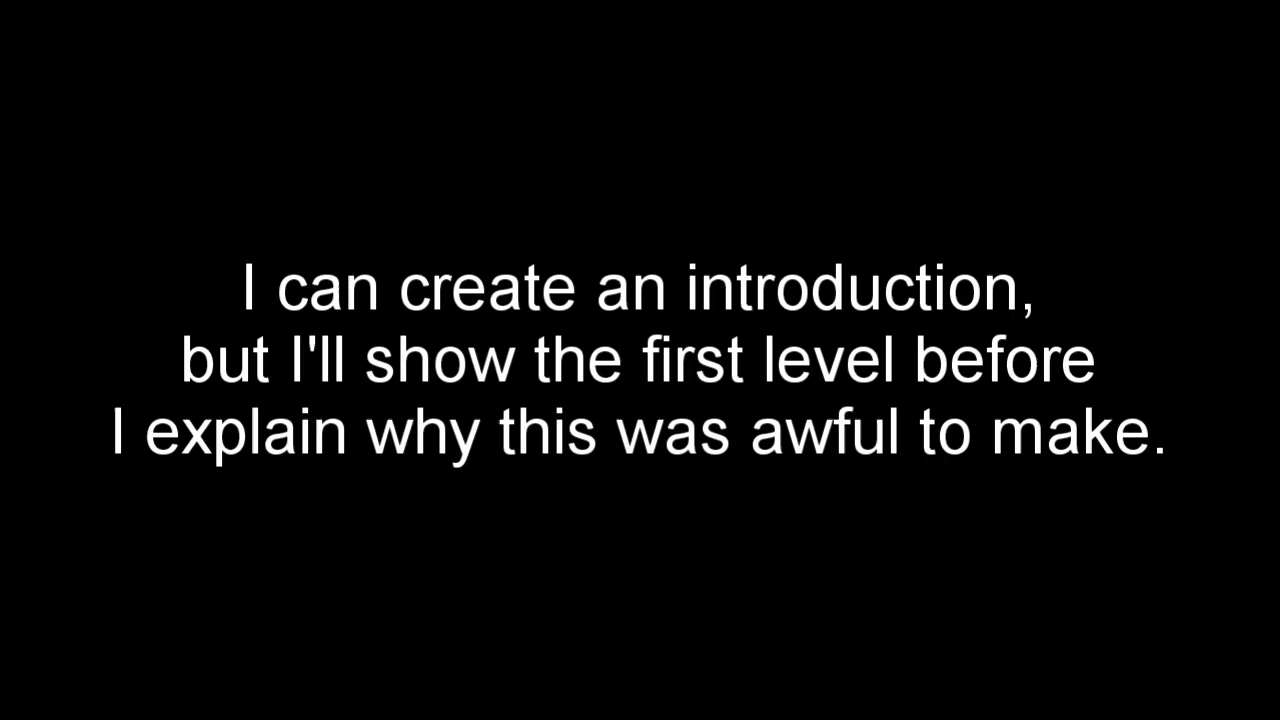 I can create an introduction,
but I'll show the first level before
I explain why this was awful to make.